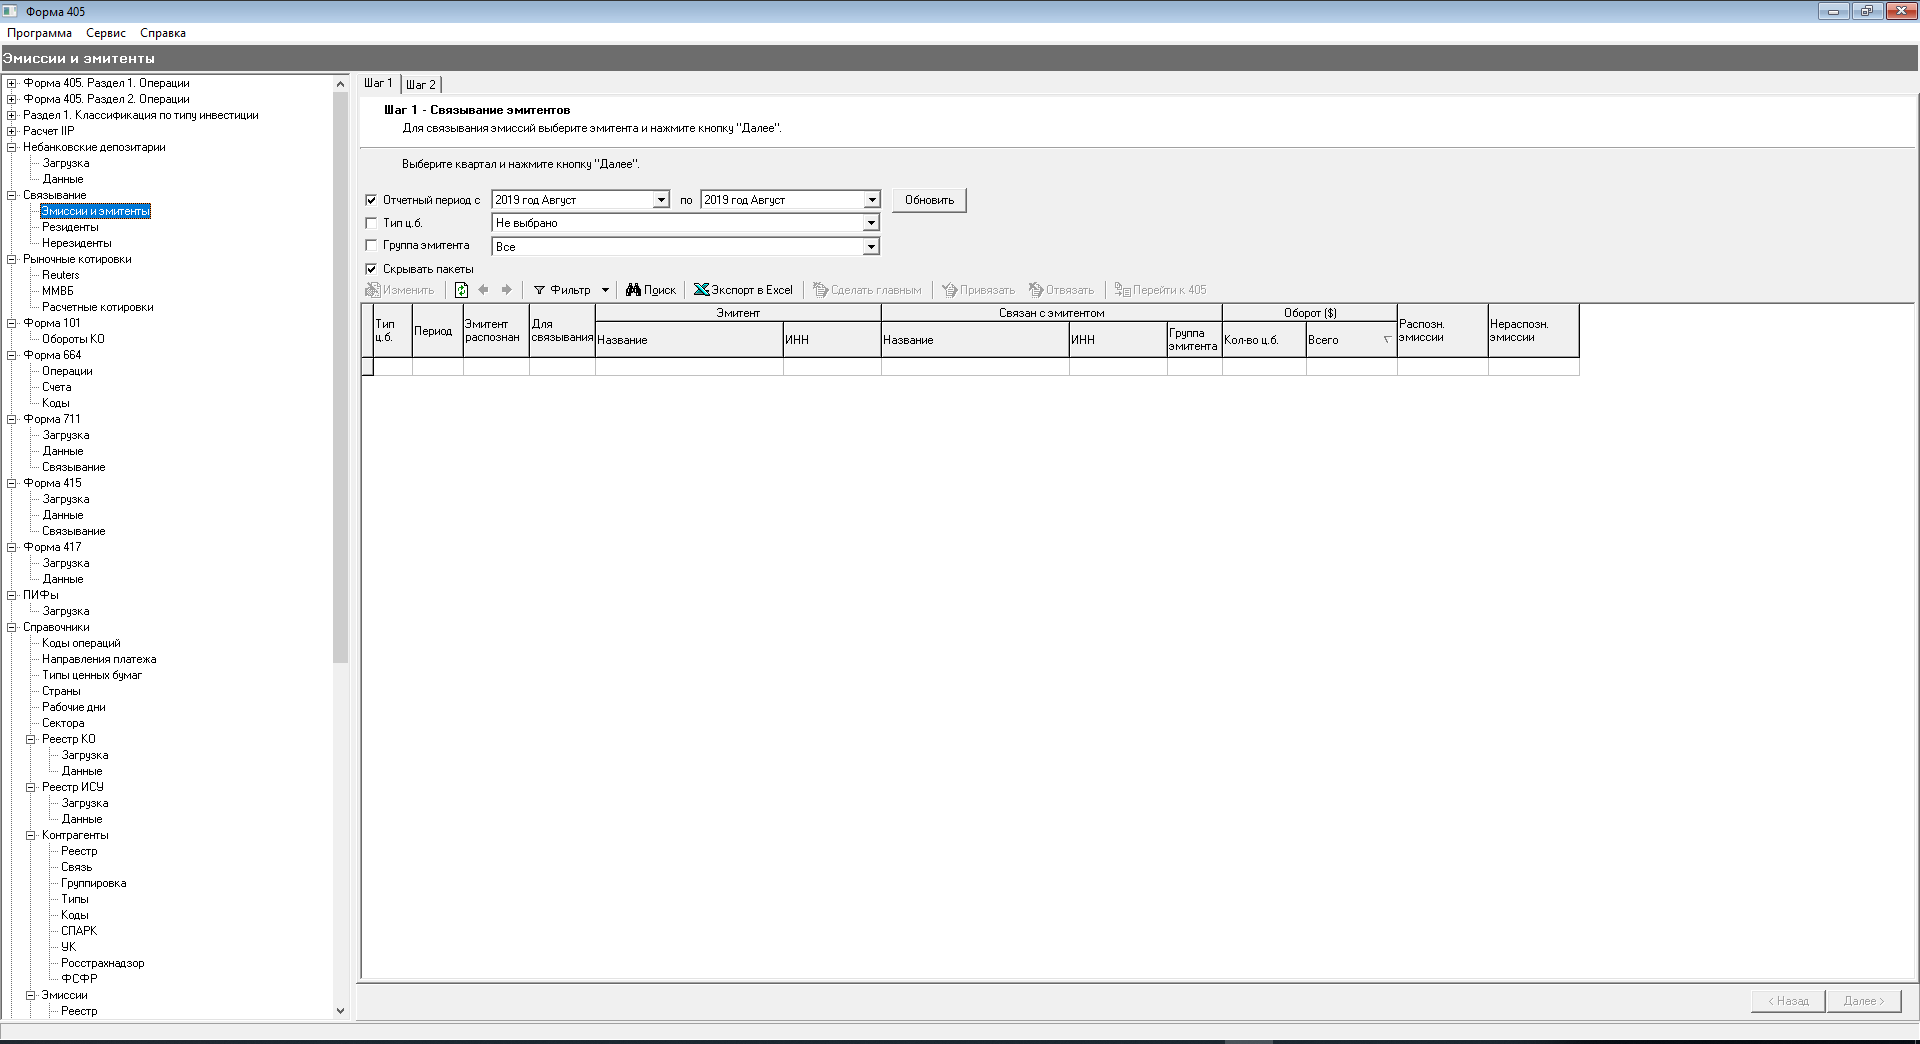 Форма 405
Программа Сервис Справка
Эмиссии и эмитенты
Форма 405. Раздел 1. Операции
Форма 405. Раздел 2. Операции
Раздел 1. Классификация по типу инвестиции
Расчет IIP
Небанковские депозитарии
Загрузка
Данные
Связывание
Эмиссии и эмитенты
Резиденты
Нерезиденты
Рыночные котировки
Reuters
ММВБ
Расчетные котировки
Форма 101
Обороты КО
Форма 664
Операции
Счета
Коды
Форма 711
Загрузка
Данные
Связывание
Форма 415
Загрузка
Данные
Связывание
Форма 417
Загрузка
Данные
ПИФы
Загрузка
Справочники
Коды операций
Направления платежа
Типы ценных бумаг
Страны
Рабочие дни
Сектора
Реестр КО
Загрузка
Данные
Реестр ИСУ
Загрузка
Данные
Контрагенты
Реестр
Связь
Группировка
Типы
Коды
СПАРК
УК
Росстрахнадзор
ФСФР
Эмиссии
Реестр
Шаг 1 Шаг 2
Шаг 1 - Связывание эмитентов
Для связывания эмиссий выберите эмитента и нажмите кнопку "Далее".
Выберите квартал и нажмите кнопку "Далее".
Отчетный период с 2019 год Август по 2019 год Август Обновить
Тип ц.б. Не выбрано
Группа эмитента Все
Скрывать пакеты
Изменить Фильтр Поиск Экспорт в Excel Сделать главным Привязать Отвязать Перейти к 405
Эмитент Связан с эмитентом Оборот ($)
Тип ц.б. Период Эмитент распознан Для связывания Название ИНН Название ИНН Группа эмитента Кол-во ц.б. Всего Распозн. эмиссии Нераспозн. эмиссии
< Назад Далее >